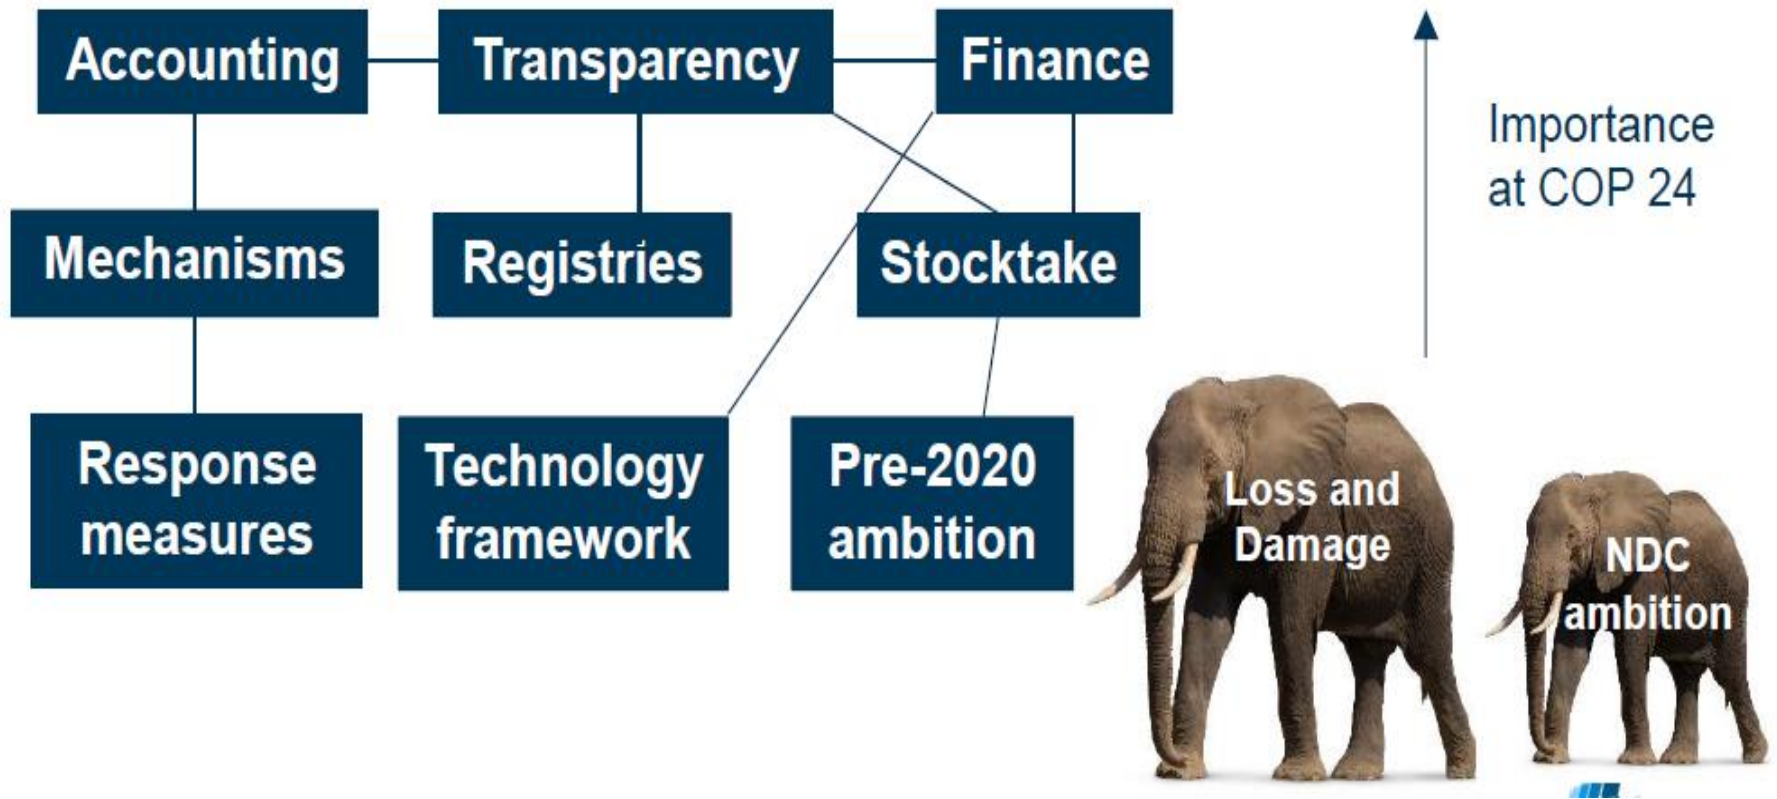 Accounting
Transparency
Finance
Importance
at COP 24
Mechanisms
Registries
Stocktake
Response
measures
Technology
framework
Pre-2020
ambition
Loss and
Damage
NDC
ambition